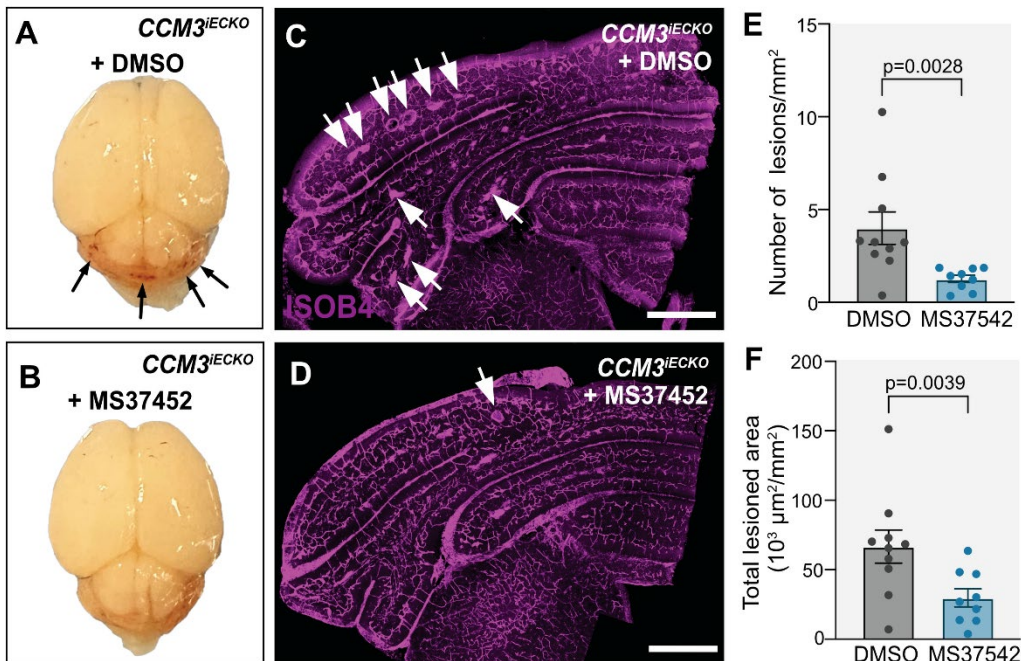 A
CCM3iECKO
+ DMSO
B
CCM3iECKO
+ MS37452
C
CCM3iECKO
+ DMSO
ISOB4
D
CCM3iECKO
+ MS37452
E
Number of lesions/mm²
15
10
5
0
p=0.0028
DMSO
MS37542
F
Total lesioned area
(10³ µm²/mm²)
200
150
100
50
0
p=0.0039
DMSO
MS37542